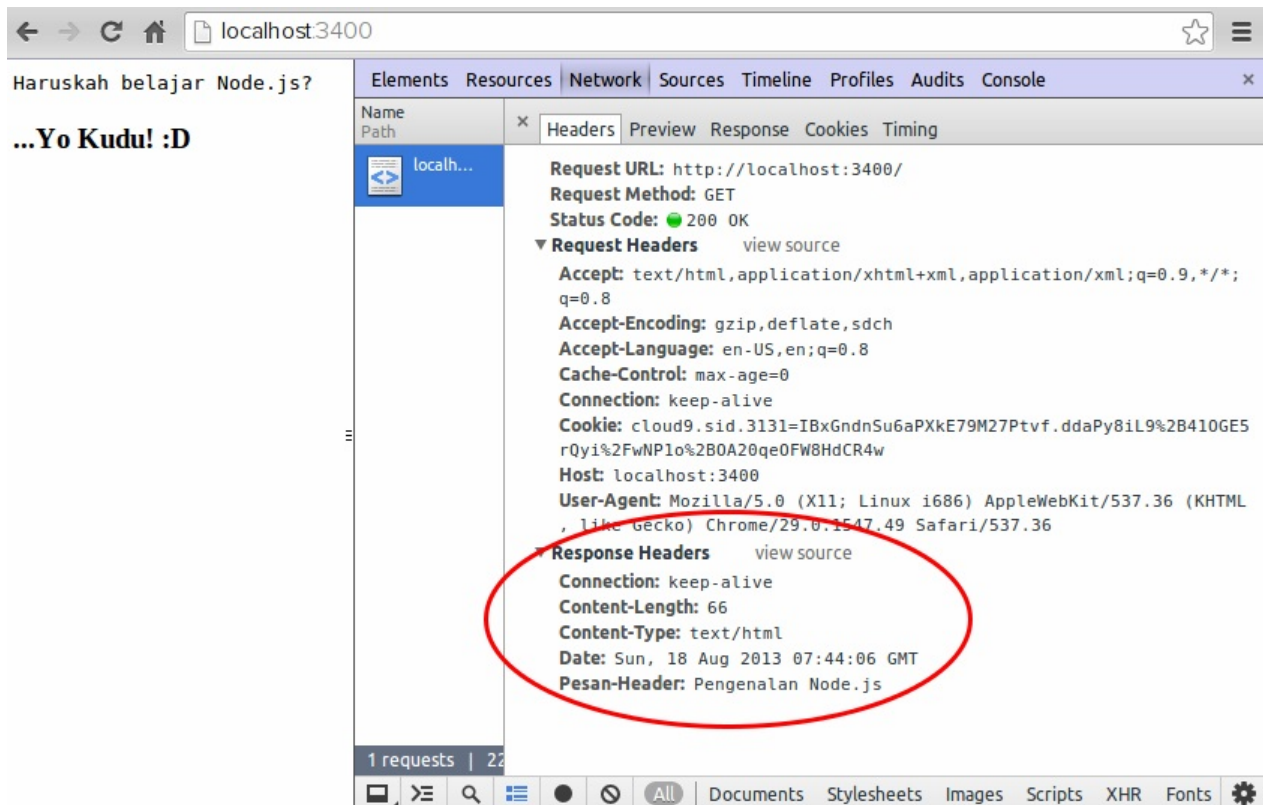 localhost:3400
Haruskah belajar Node.js?
...Yo Kudu! :D
Elements Resources Network Sources Timeline Profiles Audits Console ×
Name
Path
× Headers Preview Response Cookies Timing
localh...
Request URL: http://localhost:3400/
Request Method: GET
Status Code: 200 OK
▼ Request Headers view source
Accept: text/html,application/xhtml+xml,application/xml;q=0.9,*/*;
q=0.8
Accept-Encoding: gzip,deflate,sdch
Accept-Language: en-US,en;q=0.8
Cache-Control: max-age=0
Connection: keep-alive
Cookie: cloud9.sid.3131=IBxGndnSu6aPXkE79M27Ptvf.ddaPy8iL9%2B41OGE5
rQyi%2FwNP1o%2BOA20qeOFW8HdCR4w
Host: localhost:3400
User-Agent: Mozilla/5.0 (X11; Linux i686) AppleWebKit/537.36 (KHTML
, like Gecko) Chrome/29.0.1547.49 Safari/537.36
▼ Response Headers view source
Connection: keep-alive
Content-Length: 66
Content-Type: text/html
Date: Sun, 18 Aug 2013 07:44:06 GMT
Pesan-Header: Pengenalan Node.js
1 requests | 22
All Documents Stylesheets Images Scripts XHR Fonts